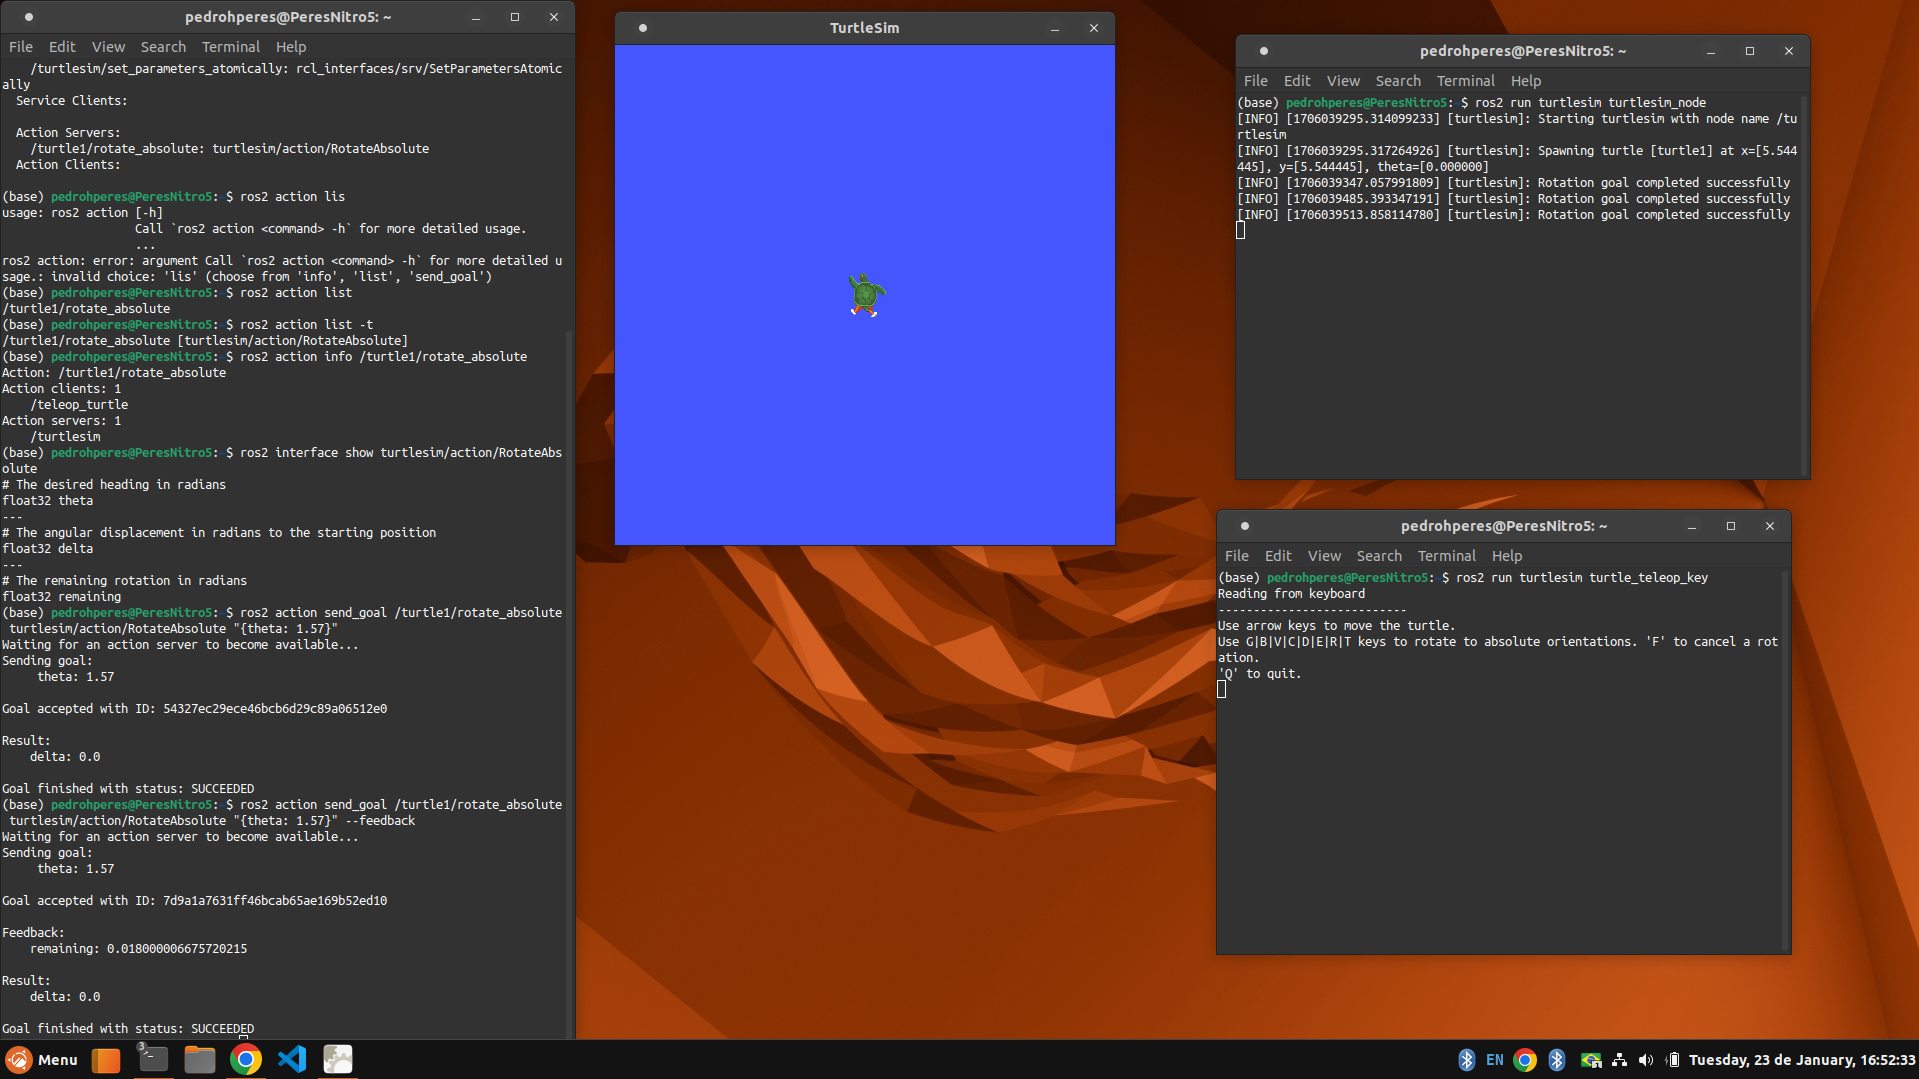 pedrohperes@PeresNitro5: ~
File Edit View Search Terminal Help
/turtlesim/set_parameters_atomically: rcl_interfaces/srv/SetParametersAtomic
ally
Service Clients:
Action Servers:
/turtle1/rotate_absolute: turtlesim/action/RotateAbsolute
Action Clients:
(base) pedrohperes@PeresNitro5:~$ ros2 action lis
usage: ros2 action [-h]
Call `ros2 action <command> -h` for more detailed usage.
...
ros2 action: error: argument Call `ros2 action <command> -h` for more detailed u
sage.: invalid choice: 'lis' (choose from 'info', 'list', 'send_goal')
(base) pedrohperes@PeresNitro5:~$ ros2 action list
/turtle1/rotate_absolute
(base) pedrohperes@PeresNitro5:~$ ros2 action list -t
/turtle1/rotate_absolute [turtlesim/action/RotateAbsolute]
(base) pedrohperes@PeresNitro5:~$ ros2 action info /turtle1/rotate_absolute
Action: /turtle1/rotate_absolute
Action clients: 1
/teleop_turtle
Action servers: 1
/turtlesim
(base) pedrohperes@PeresNitro5:~$ ros2 interface show turtlesim/action/RotateAbs
olute
# The desired heading in radians
float32 theta
---
# The angular displacement in radians to the starting position
float32 delta
---
# The remaining rotation in radians
float32 remaining
(base) pedrohperes@PeresNitro5:~$ ros2 action send_goal /turtle1/rotate_absolute
turtlesim/action/RotateAbsolute "{theta: 1.57}"
Waiting for an action server to become available...
Sending goal:
theta: 1.57
Goal accepted with ID: 54327ec29ece46bcb6d29c89a06512e0
Result:
delta: 0.0
Goal finished with status: SUCCEEDED
(base) pedrohperes@PeresNitro5:~$ ros2 action send_goal /turtle1/rotate_absolute
turtlesim/action/RotateAbsolute "{theta: 1.57}" --feedback
Waiting for an action server to become available...
Sending goal:
theta: 1.57
Goal accepted with ID: 7d9a1a7631ff46bcab65ae169b52ed10
Feedback:
remaining: 0.018000006675720215
Result:
delta: 0.0
Goal finished with status: SUCCEEDED
TurtleSim
pedrohperes@PeresNitro5: ~
File Edit View Search Terminal Help
(base) pedrohperes@PeresNitro5:~$ ros2 run turtlesim turtlesim_node
[INFO] [1706039295.314099233] [turtlesim]: Starting turtlesim with node name /tu
rtlesim
[INFO] [1706039295.317264926] [turtlesim]: Spawning turtle [turtle1] at x=[5.544
445], y=[5.544445], theta=[0.000000]
[INFO] [1706039347.057991809] [turtlesim]: Rotation goal completed successfully
[INFO] [1706039485.393347191] [turtlesim]: Rotation goal completed successfully
[INFO] [1706039513.858114780] [turtlesim]: Rotation goal completed successfully
pedrohperes@PeresNitro5: ~
File Edit View Search Terminal Help
(base) pedrohperes@PeresNitro5:~$ ros2 run turtlesim turtle_teleop_key
Reading from keyboard
---------------------------
Use arrow keys to move the turtle.
Use G|B|V|C|D|E|R|T keys to rotate to absolute orientations. 'F' to cancel a rot
ation.
'Q' to quit.
Menu
3
EN
1
Tuesday, 23 de January, 16:52:33